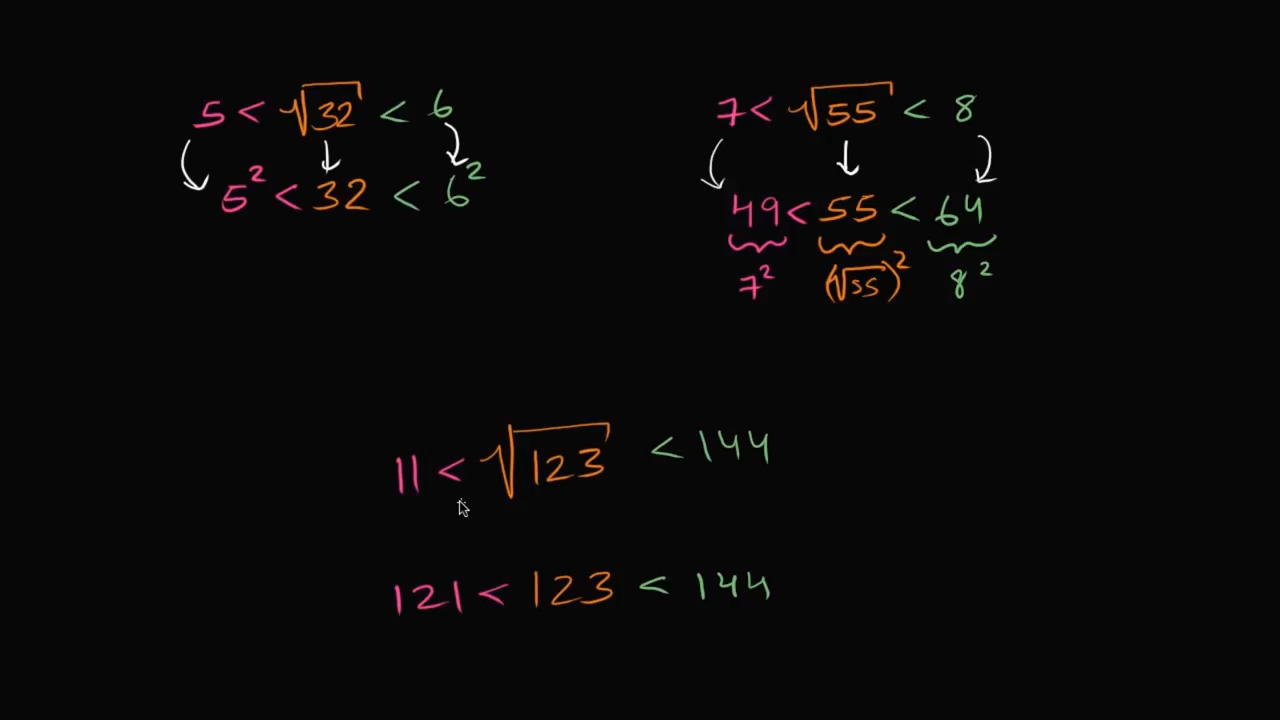 5 < √32 < 6
5² < 32 < 6²
7 < √55 < 8
49 < 55 < 64
7² (√55)² 8²
11 < √123 < 144
121 < 123 < 144